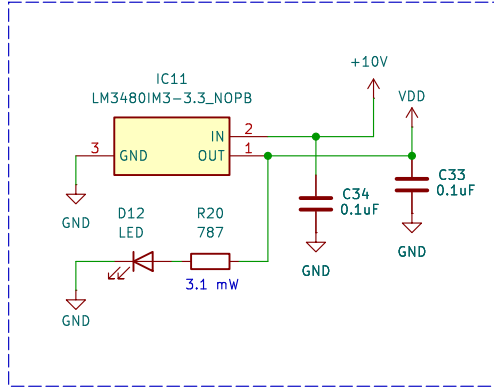 +10V
IC11
LM3480IM3-3.3_NOPB
VDD
2
IN
3
GND
1
OUT
C33
0.1uF
C34
0.1uF
GND
D12
LED
R20
787
GND
GND
3.1 mW
GND